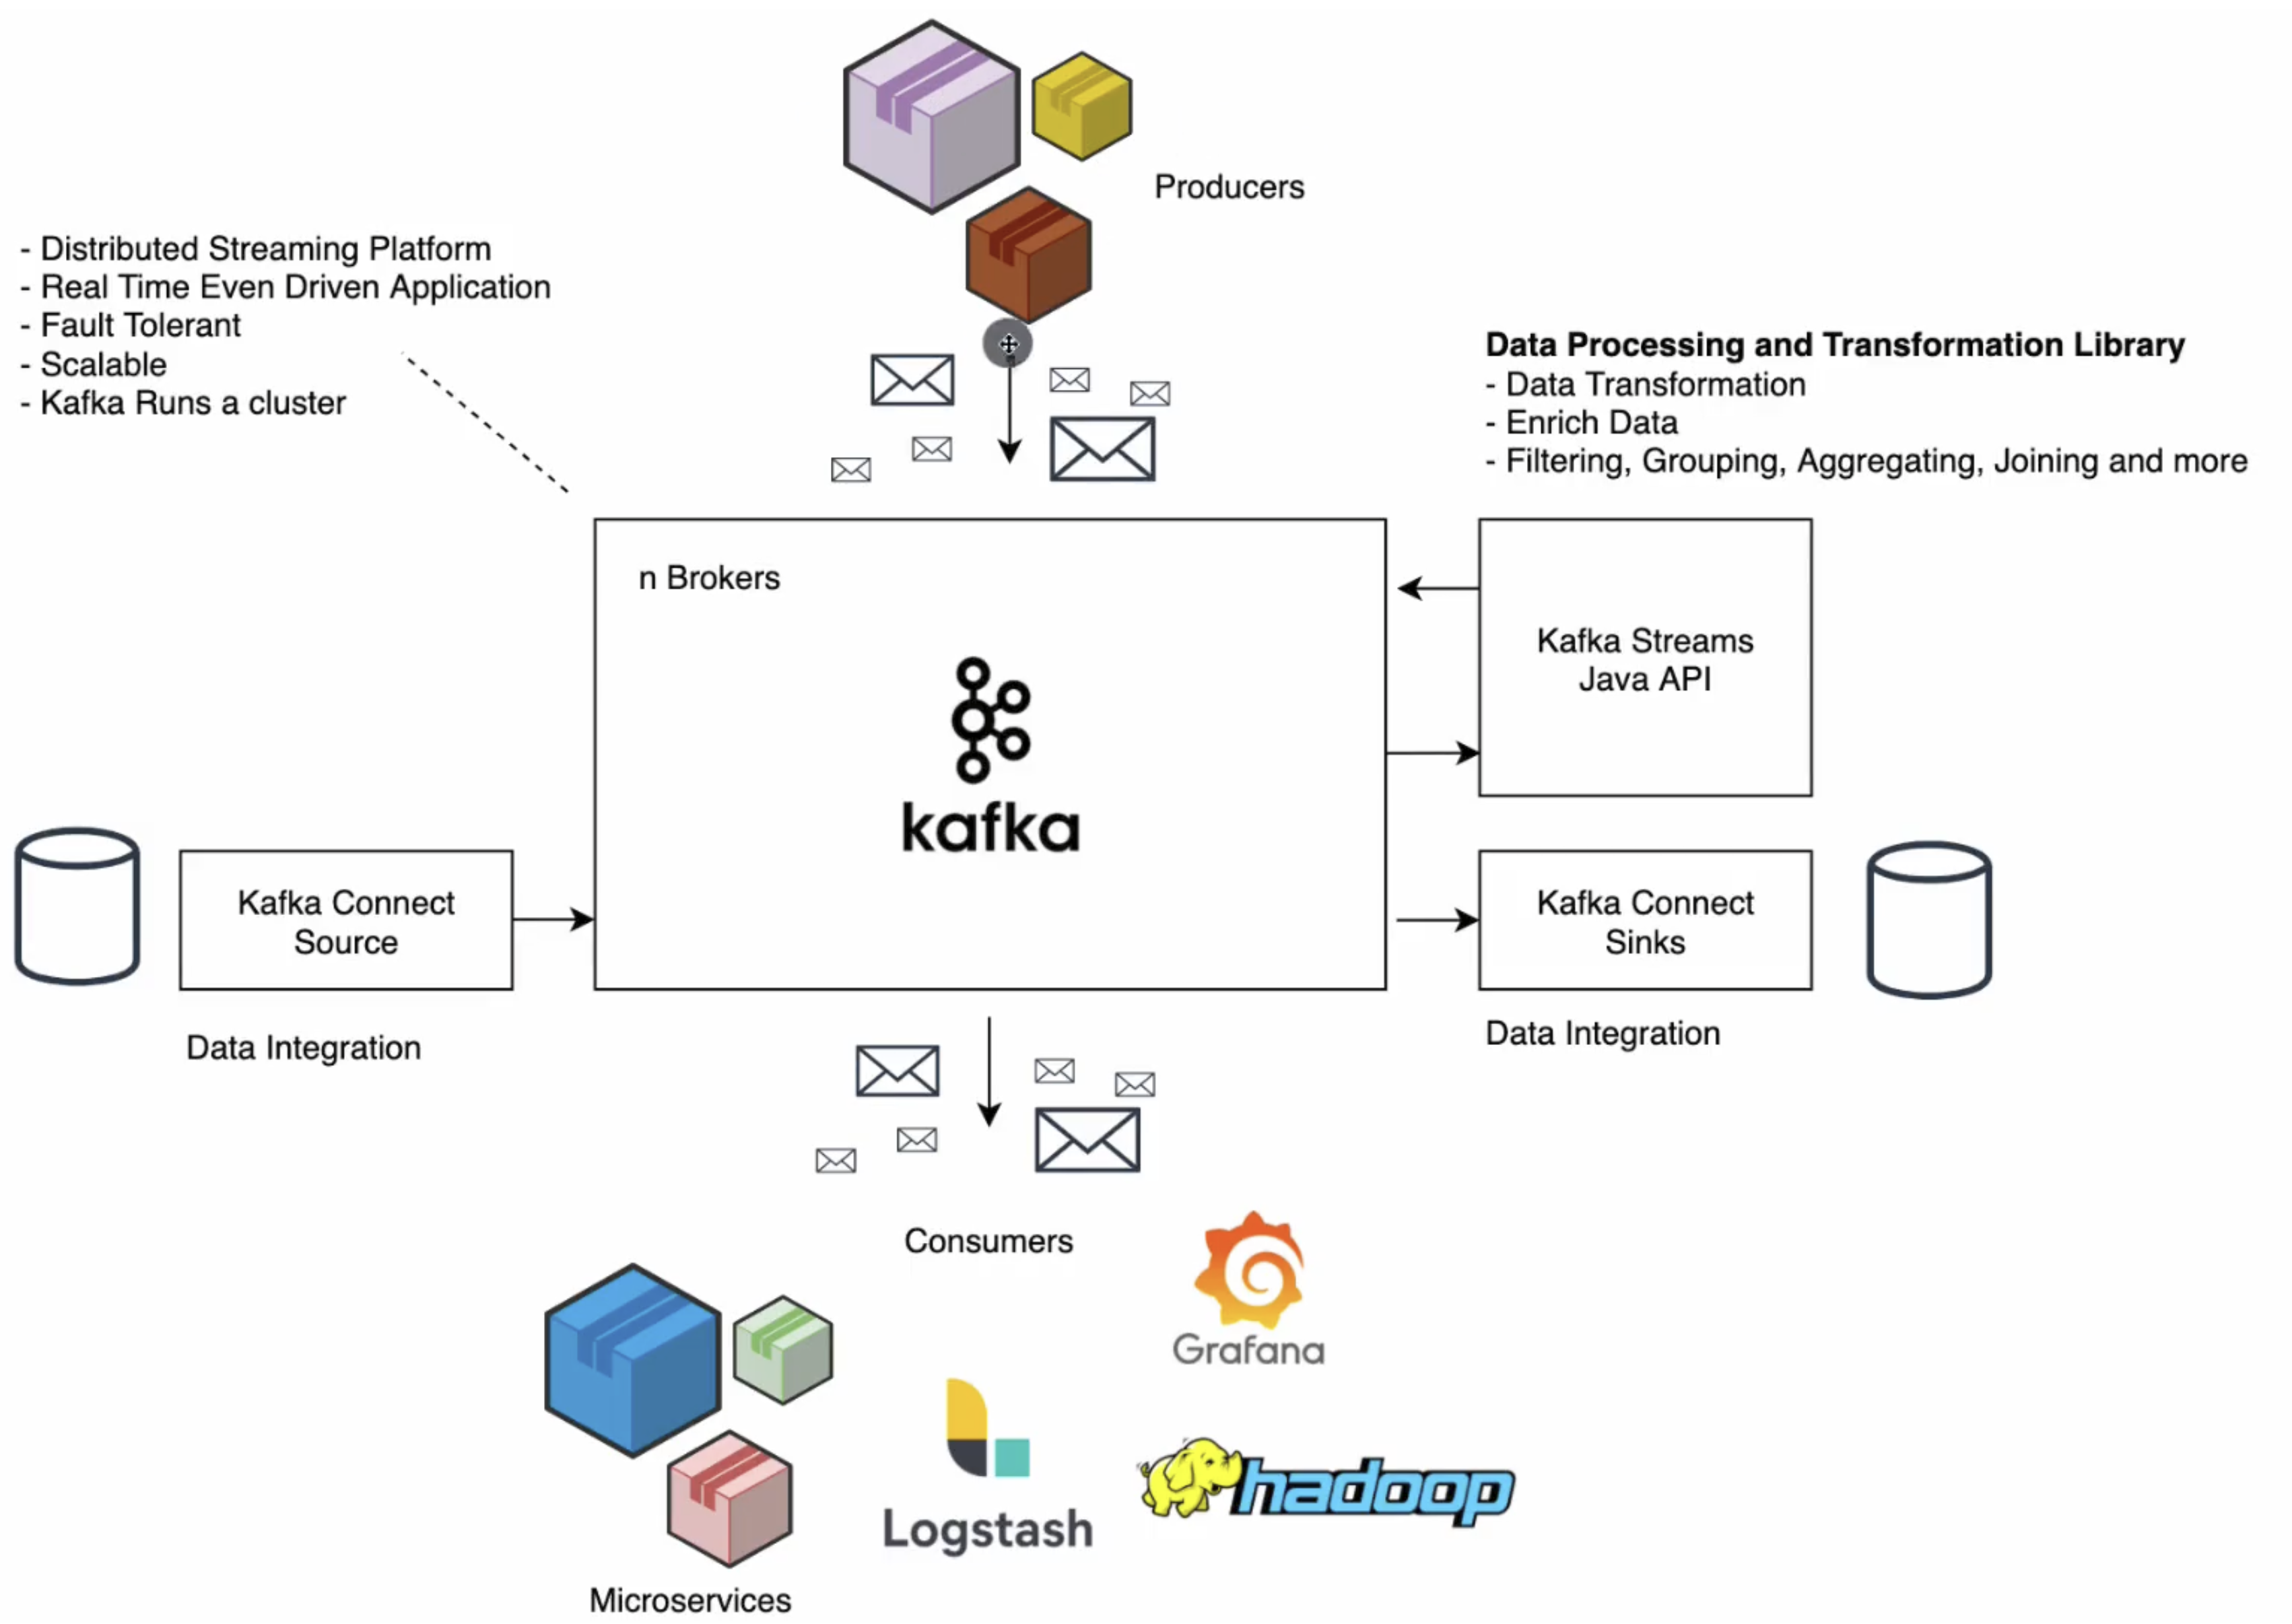 Producers
- Distributed Streaming Platform
- Real Time Even Driven Application
- Fault Tolerant
- Scalable
- Kafka Runs a cluster
Data Processing and Transformation Library
- Data Transformation
- Enrich Data
- Filtering, Grouping, Aggregating, Joining and more
n Brokers
kafka
Kafka Streams
Java API
Kafka Connect
Source
Data Integration
Kafka Connect
Sinks
Data Integration
Consumers
Grafana
Logstash
hadoop
Microservices